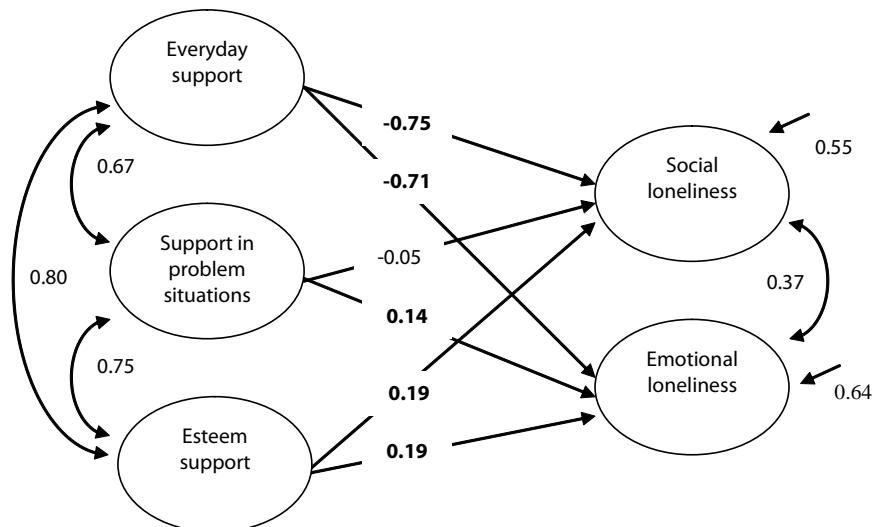 Everyday
support
-0.75
0.55
Social
loneliness
0.67
-0.71
Support in
problem
situations
-0.05
0.80
0.37
0.14
0.75
Emotional
loneliness
0.19
0.64
Esteem
support
0.19